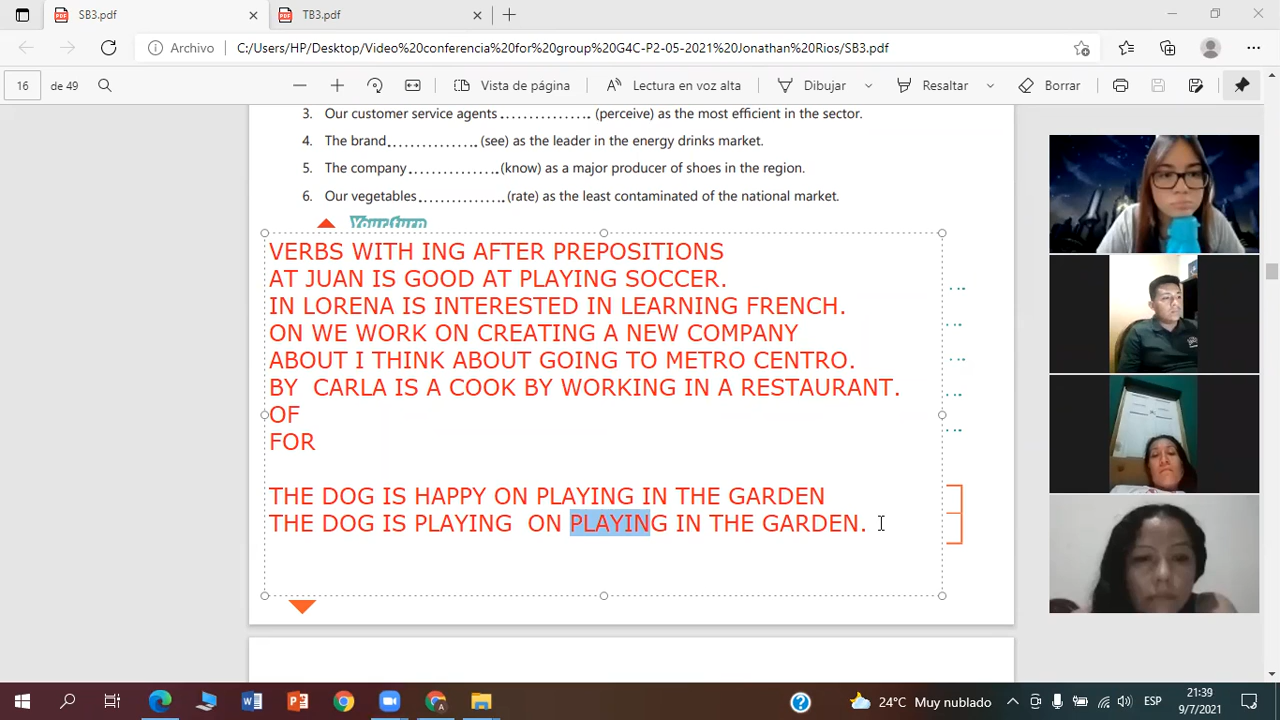 SB3.pdf
TB3.pdf
Archivo
C:/Users/HP/Desktop/Video%20conferencia%20for%20group%20G4C-P2-05-2021%20Jonathan%20Rios/SB3.pdf
16
de 49
Vista de página
Lectura en voz alta
Dibujar
Resaltar
Borrar
3. Our customer service agents .............. (perceive) as the most efficient in the sector.
4. The brand.............. (see) as the leader in the energy drinks market.
5. The company.............. (know) as a major producer of shoes in the region.
6. Our vegetables.............. (rate) as the least contaminated of the national market.
Your turn
VERBS WITH ING AFTER PREPOSITIONS
AT JUAN IS GOOD AT PLAYING SOCCER.
IN LORENA IS INTERESTED IN LEARNING FRENCH.
ON WE WORK ON CREATING A NEW COMPANY
ABOUT I THINK ABOUT GOING TO METRO CENTRO.
BY  CARLA IS A COOK BY WORKING IN A RESTAURANT.
OF
FOR
THE DOG IS HAPPY ON PLAYING IN THE GARDEN
THE DOG IS PLAYING  ON PLAYING IN THE GARDEN.
24°C Muy nublado
ESP
21:39
9/7/2021